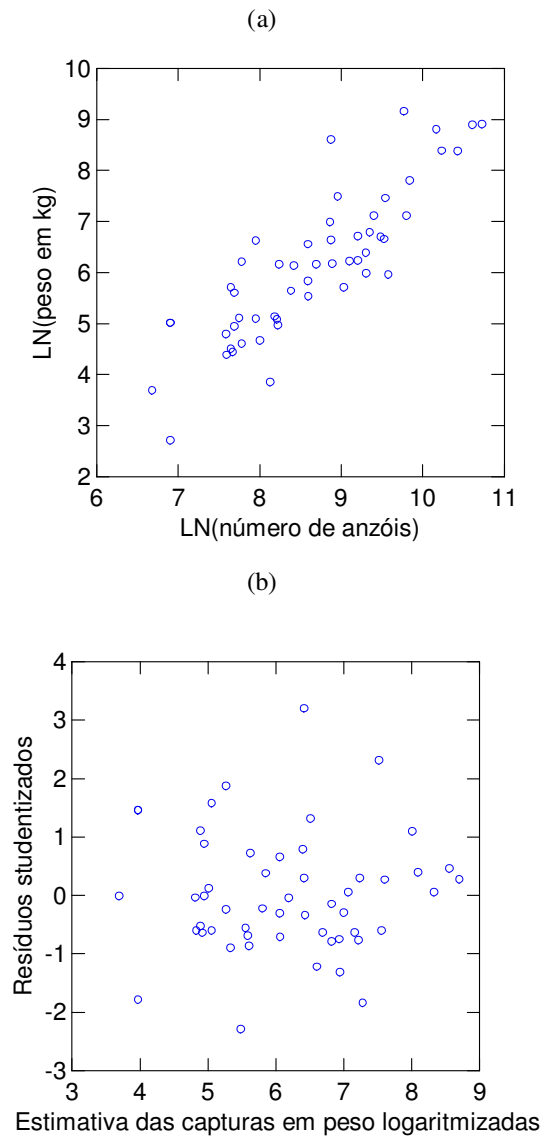 (a)
10
9
8
7
6
5
4
3
2
LN(peso em kg)
6 7 8 9 10 11
LN(número de anzóis)
(b)
4
3
2
1
0
-1
-2
-3
Resíduos studentizados
3 4 5 6 7 8 9
Estimativa das capturas em peso logaritmizadas